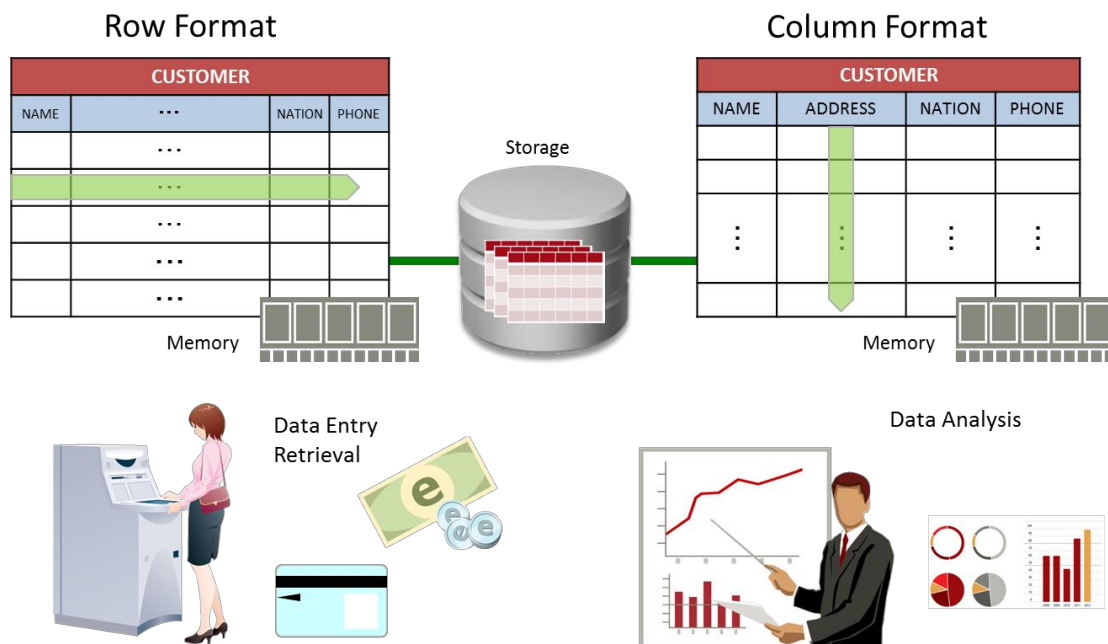 Row Format
Column Format
CUSTOMER
NAME ... NATION PHONE
...
...
...
...
...
Memory
Storage
CUSTOMER
NAME ADDRESS NATION PHONE
⋮ ⋮ ⋮ ⋮
Memory
Data Entry
Retrieval
e
e
e
e
Data Analysis